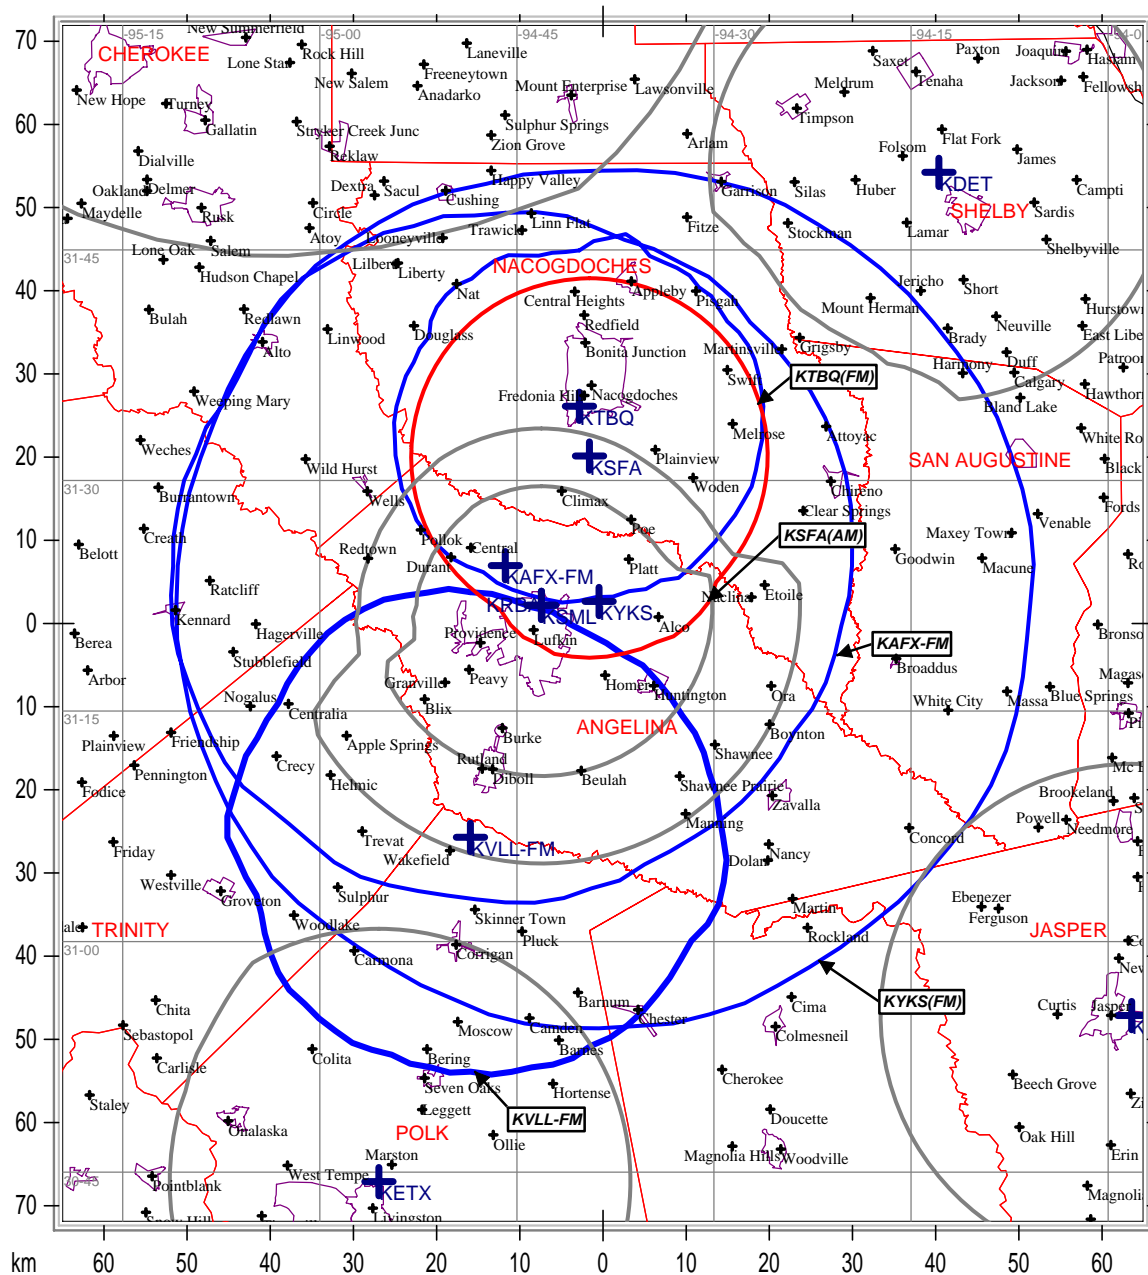 70
60
50
40
30
20
10
0
10
20
30
40
50
60
70
-95-15
-95-00
-94-45
-94-30
-94-15
31-45
31-30
31-15
31-00
30-45
New Summerfield
CHEROKEE
Lone Star
Rock Hill
New Salem
Laneville
Freeneytown
Anadarko
Mount Enterprise
Lawsonville
Saxet
Paxton
Joaquin
Haslam
Meldrum
Tenaha
Jackson
New Hope
Turney
Gallatin
Stryker Creek Junc
Reklaw
Sulphur Springs
Zion Grove
Arlam
Timpson
Flat Fork
Folsom
James
KDET
Dialville
Delmer
Oakland
Maydelle
Rusk
Dextra
Sacul
Circle
Cushing
Happy Valley
Garrison
Silas
Huber
Campti
SHELBY
Sardis
Lone Oak
Salem
Atoy
Looneyville
Trawick
Linn Flat
Fitze
Stockman
Lamar
Shelbyville
Hudson Chapel
Lilbert
Liberty
NACOGDOCHES
Nat
Central Heights
Appleby
Pisgah
Jericho
Short
Mount Herman
Bulah
Redlawn
Alto
Linwood
Douglass
Redfield
Bonita Junction
Martinsville
Grigsby
Brady
Neuville
Duff
Harmony
Calgary
Bland Lake
Weeping Mary
Fredonia Hill
Nacogdoches
Swift
KTBQ(FM)
KTBQ
Melrose
Attoyac
Weches
Wild Hurst
KSFA
Plainview
SAN AUGUSTINE
Burrantown
Wells
Climax
Woden
Chireno
Clear Springs
Venable
Fords
Creath
Belott
Redtown
Pollok
Central
Durant
Poe
Platt
KSFA(AM)
Maxey Town
Goodwin
Macune
Ratcliff
Kennard
KAFX-FM
KSML
KYKS
Naclina
Etoile
Berea
Hagerville
Stubblefield
Providence
Lufkin
Alco
KAFX-FM
Broaddus
Arbor
Nogalus
Centralia
Granville
Peavy
Blix
Homer
Huntington
Ora
White City
Massa
Blue Springs
ANGELINA
Plainview
Friendship
Pennington
Fodice
Crecy
Apple Springs
Helmic
Burke
Rutland
Diboll
Beulah
Shawnee
Boynton
Shawnee Prairie
Zavalla
Brookeland
Friday
Trevat
Wakefield
KVLL-FM
Manning
Nancy
Dolan
Concord
Powell
Needmore
Westville
Groveton
Sulphur
Woodlake
Skinner Town
Pluck
Martin
Rockland
Ebenezer
Ferguson
TRINITY
JASPER
Carmona
Corrigan
KYKS(FM)
Chita
Sebastopol
Carlisle
Colita
Moscow
Camden
Barnum
Chester
Barnes
Cima
Colmesneil
Curtis
Jasper
Staley
Bering
Seven Oaks
Leggett
Hortense
Cherokee
Beech Grove
KVLL-FM
Onalaska
POLK
Ollie
Doucette
Oak Hill
Marston
Magnolia Hills
Woodville
Erin
Pointblank
West Tempe
KETX
Livingston
km
60
50
40
30
20
10
0
10
20
30
40
50
60